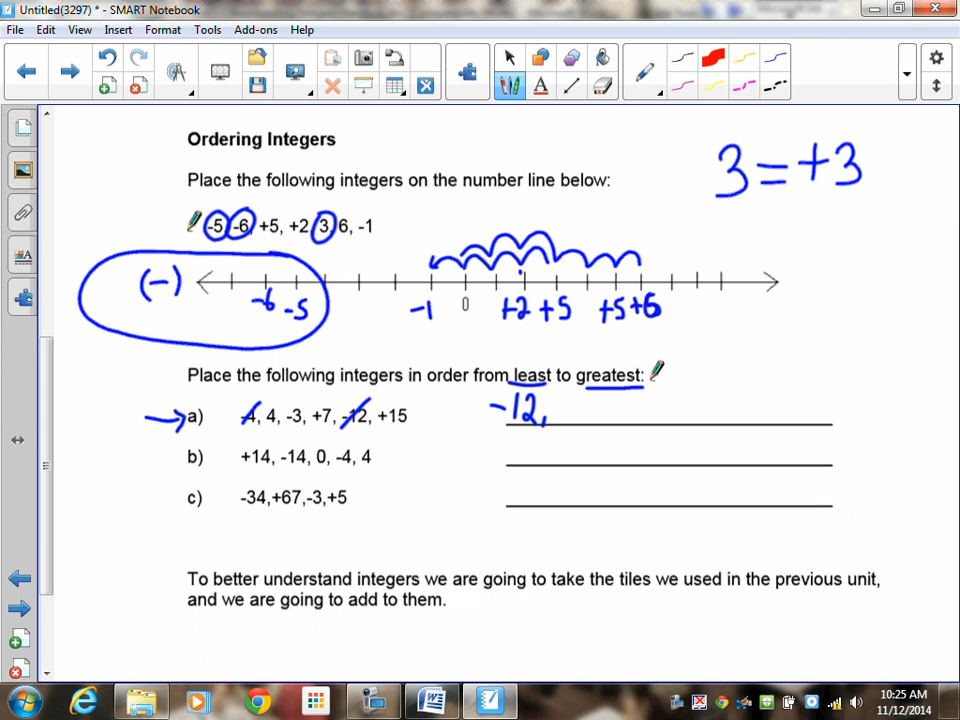 Untitled(3297) * - SMART Notebook
File Edit View Insert Format Tools Add-ons Help
Ordering Integers
Place the following integers on the number line below:
3 = +3
-5, -6, +5, +2, 3, 6, -1
(-)
-6 -5 -1 0 +2 +5 +5 +6
Place the following integers in order from least to greatest:
a) -4, 4, -3, +7, -12, +15 -12,
b) +14, -14, 0, -4, 4
c) -34,+67,-3,+5
To better understand integers we are going to take the tiles we used in the previous unit,
and we are going to add to them.
10:25 AM
11/12/2014